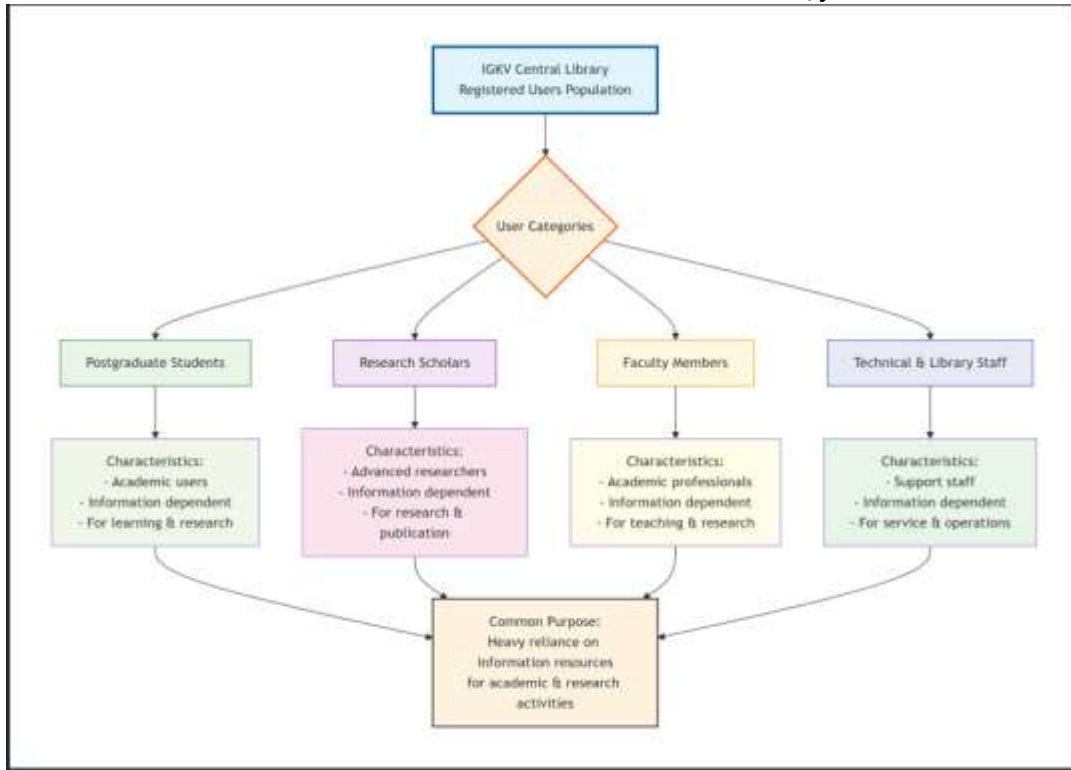 IGKV Central Library
Registered Users Population
User Categories
Postgraduate Students
Research Scholars
Faculty Members
Technical & Library Staff
Characteristics:
- Academic users
- Information dependent
- For learning & research
Characteristics:
- Advanced researchers
- Information dependent
- For research &
publication
Characteristics:
- Academic professionals
- Information dependent
- For teaching & research
Characteristics:
- Support staff
- Information dependent
- For service & operations
Common Purpose:
Heavy reliance on
information resources
for academic & research
activities